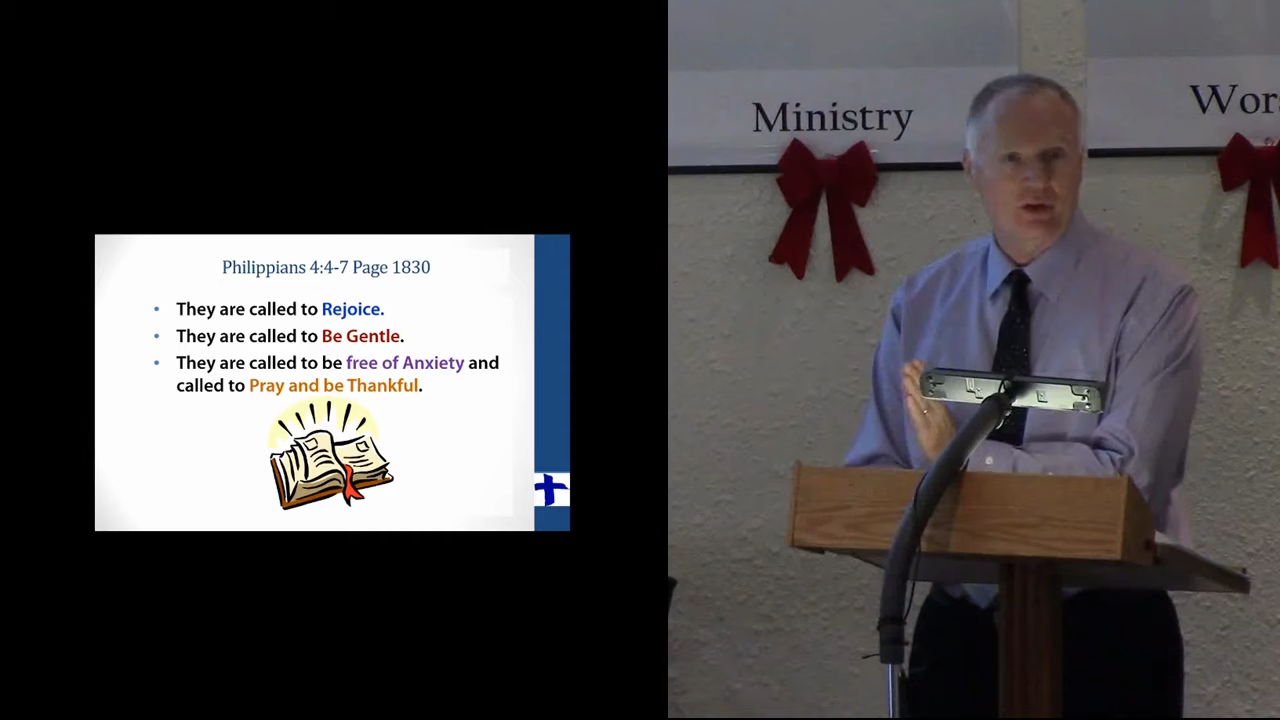 Philippians 4:4-7 Page 1830
• They are called to Rejoice.
• They are called to Be Gentle.
• They are called to be free of Anxiety and
called to Pray and be Thankful.
Ministry
Wor